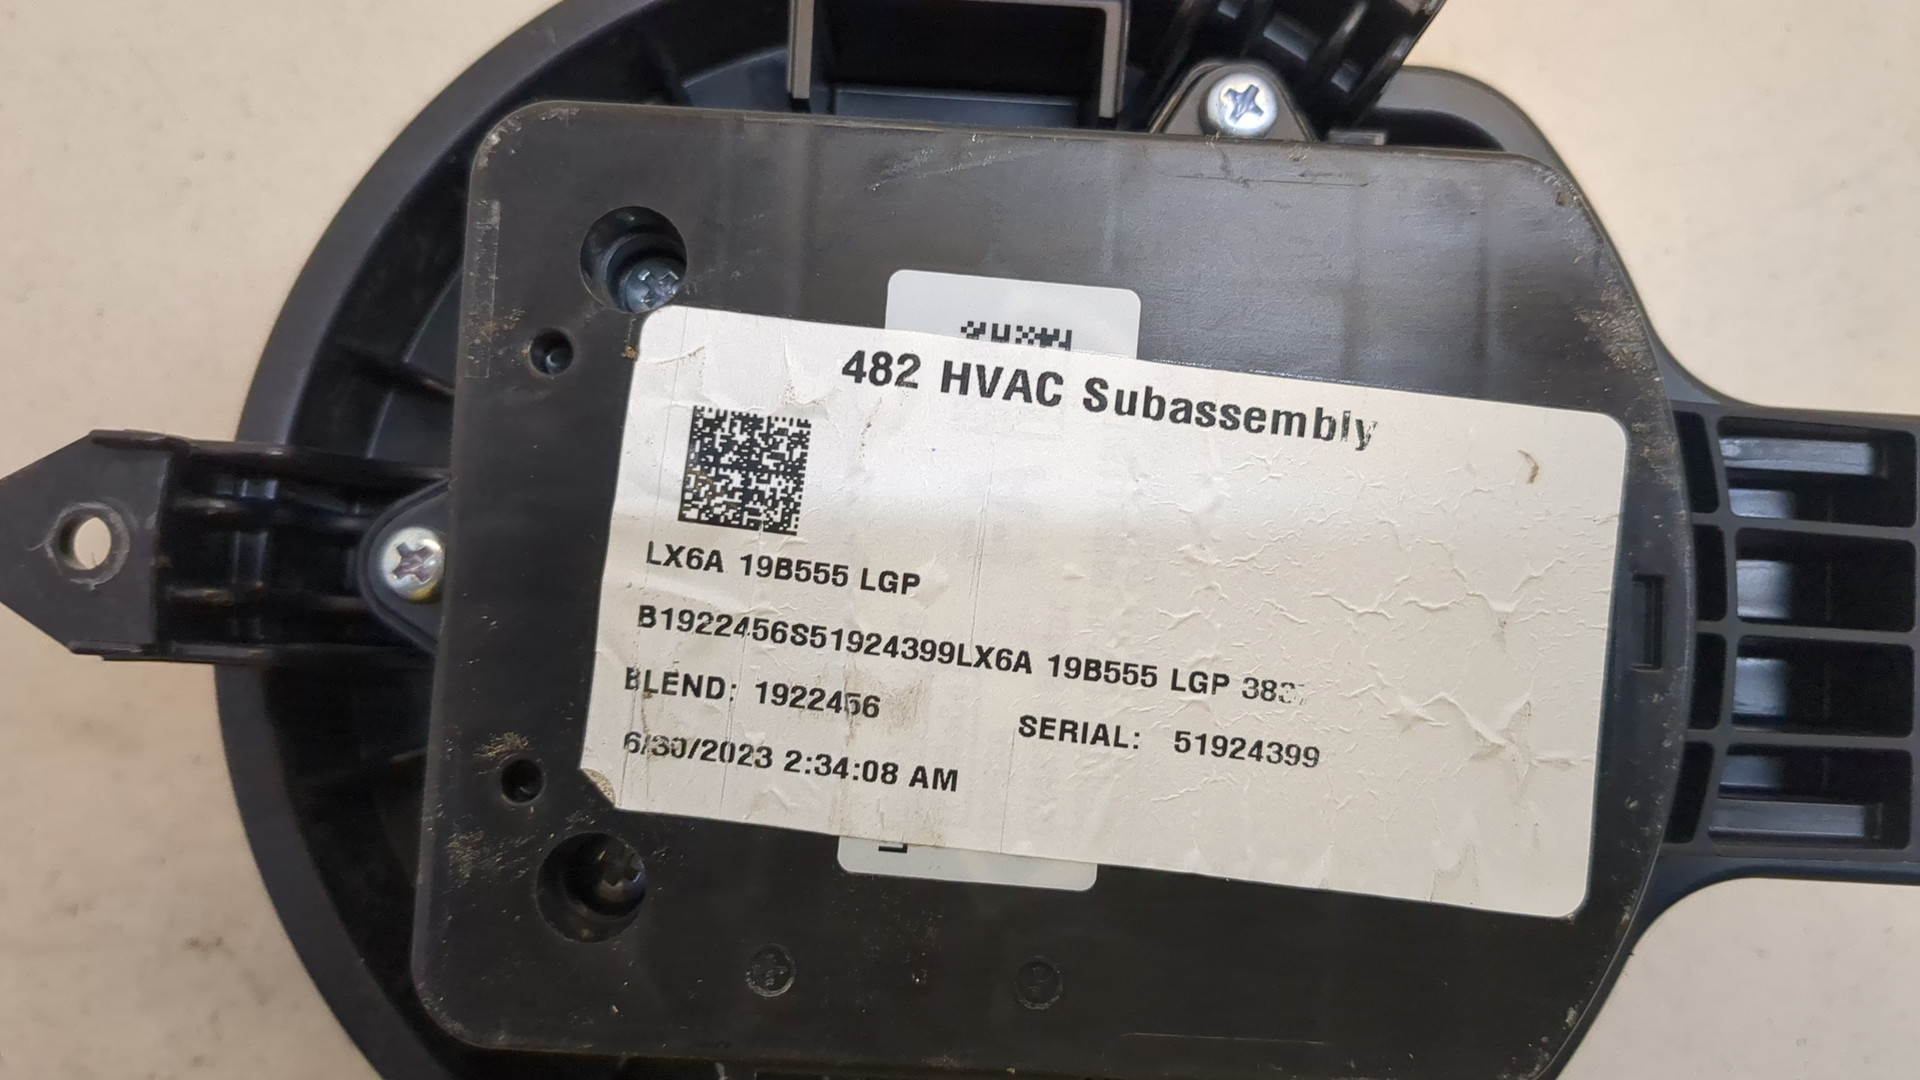 482 HVAC Subassembly
LX6A 19B555 LGP
B1922456S51924399LX6A 19B555 LGP
BLEND: 1922456
SERIAL: 51924399
6/30/2023 2:34:08 AM